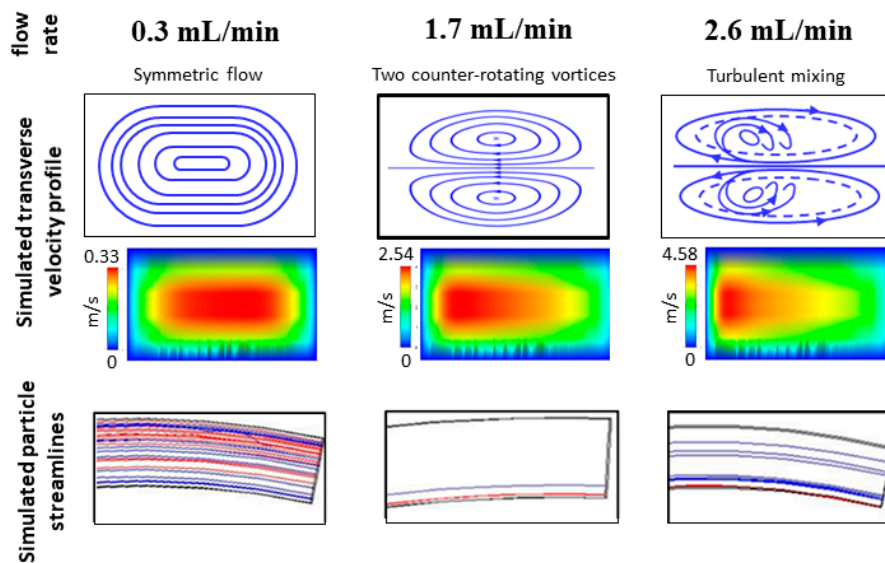 flow
rate
0.3 mL/min
1.7 mL/min
2.6 mL/min
Symmetric flow
Two counter-rotating vortices
Turbulent mixing
Simulated transverse
velocity profile
0.33
m/s
0
2.54
m/s
0
4.58
m/s
0
Simulated particle
streamlines